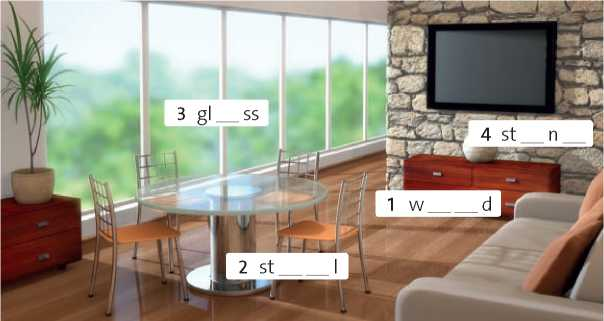 3 gl __ ss
4 st __ n __
1 w __ __ d
2 st __ __ l